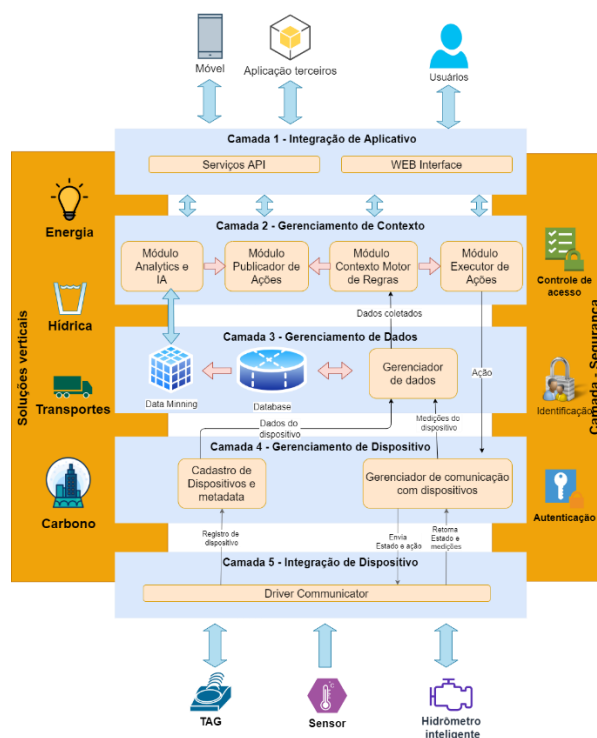 Móvel
Aplicação terceiros
Usuários
Camada 1 - Integração de Aplicativo
Serviços API
WEB Interface
Camada 2 - Gerenciamento de Contexto
Módulo
Analytics e
IA
Módulo
Publicador de
Ações
Módulo
Contexto Motor
de Regras
Módulo
Executor de
Ações
Dados coletados
Camada 3 - Gerenciamento de Dados
Data Minning
Database
Gerenciador
de dados
Ação
Dados do
dispositivo
Medições do
dispositivo
Camada 4 - Gerenciamento de Dispositivo
Cadastro de
Dispositivos e
metadata
Gerenciador de comunicação
com dispositivos
Registro de
dispositivo
Envia
Estado e ação
Retorna
Estado e
medições
Camada 5 - Integração de Dispositivo
Driver Communicator
TAG
Sensor
Hidrômetro
inteligente
Soluções verticais
Energia
Hídrica
Transportes
Carbono
Camada - Segurança
Controle de
acesso
Identificação
Autenticação